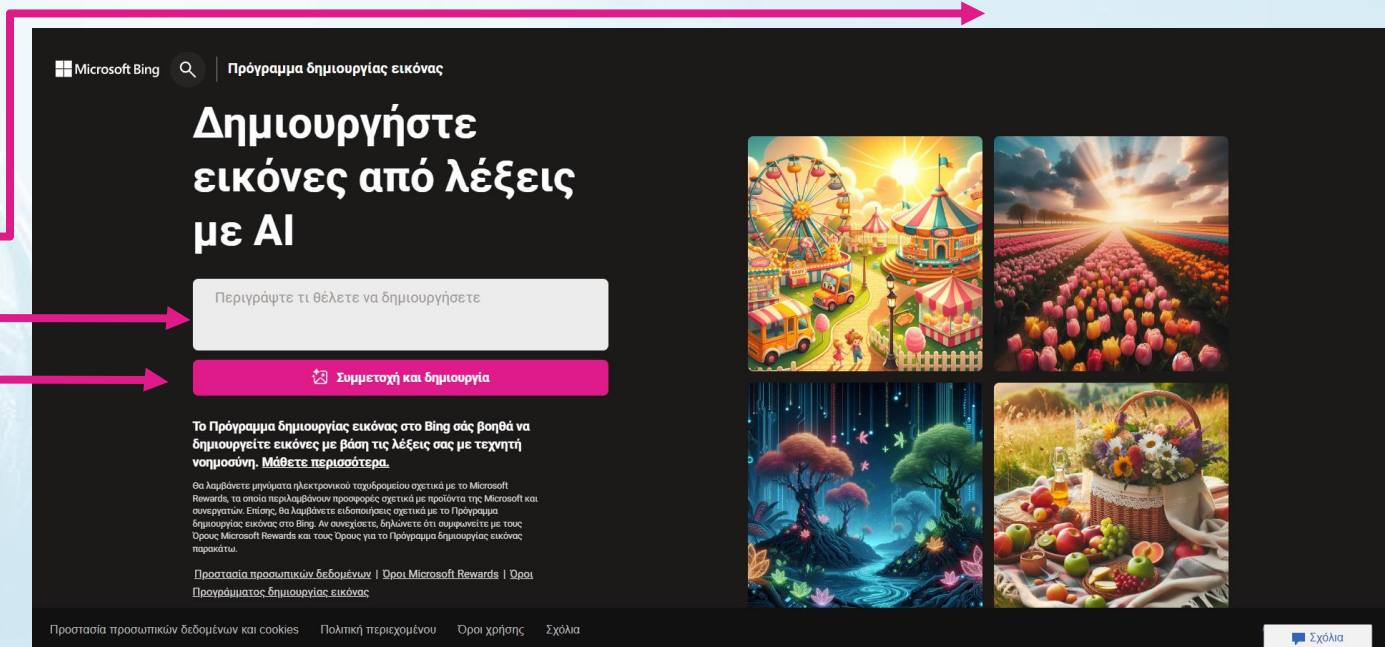 Microsoft Bing
Πρόγραμμα δημιουργίας εικόνας
Δημιουργήστε
εικόνες από λέξεις
με AI
Περιγράψτε τι θέλετε να δημιουργήσετε
Συμμετοχή και δημιουργία
Το Πρόγραμμα δημιουργίας εικόνας στο Bing σάς βοηθά να
δημιουργείτε εικόνες με βάση τις λέξεις σας με τεχνητή
νοημοσύνη. Μάθετε περισσότερα.
Θα λαμβάνετε μηνύματα ηλεκτρονικού ταχυδρομείου σχετικά με το Microsoft
Rewards, τα οποία περιλαμβάνουν προσφορές σχετικά με προϊόντα της Microsoft και
συνεργατών. Επίσης, θα λαμβάνετε ειδοποιήσεις σχετικά με το Πρόγραμμα
δημιουργίας εικόνας στο Bing. Αν συνεχίσετε, δηλώνετε ότι συμφωνείτε με τους
Όρους Microsoft Rewards και τους Όρους για το Πρόγραμμα δημιουργίας εικόνας
παρακάτω.
Προστασία προσωπικών δεδομένων | Όροι Microsoft Rewards | Όροι
Προγράμματος δημιουργίας εικόνας
Προστασία προσωπικών δεδομένων και cookies Πολιτική περιεχομένου Όροι χρήσης Σχόλια
Σχόλια